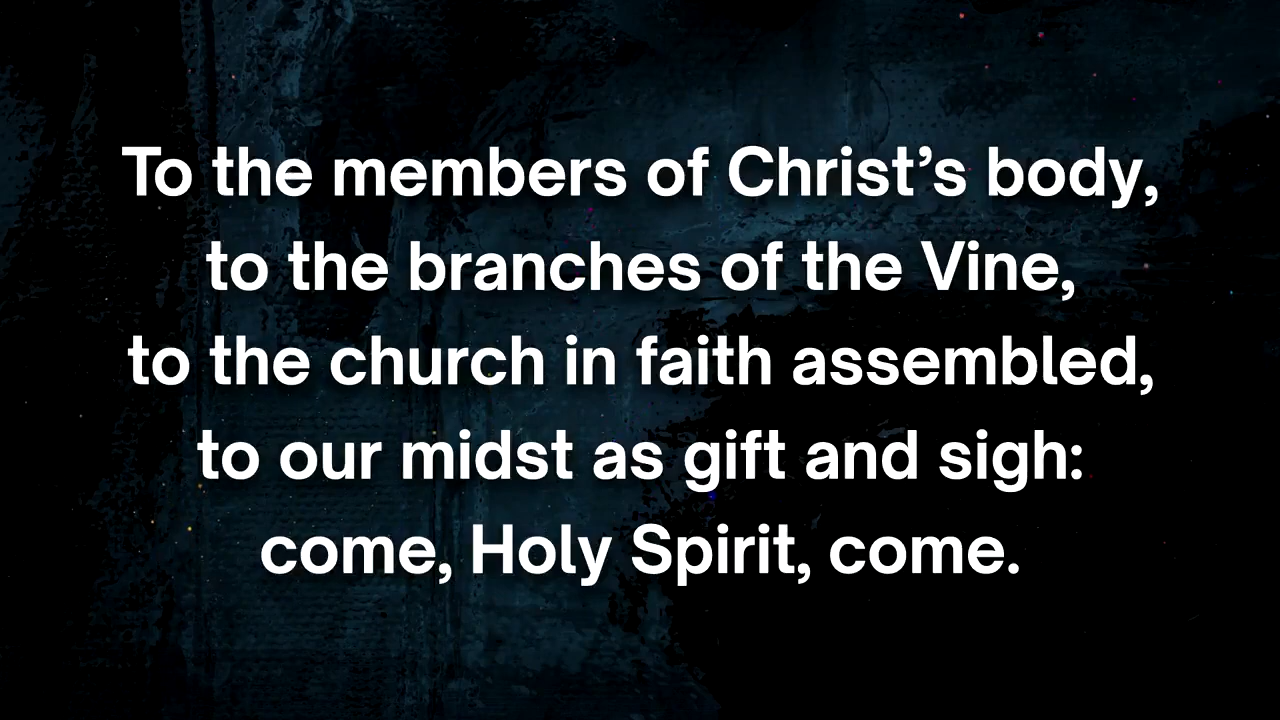 To the members of Christ’s body,
to the branches of the Vine,
to the church in faith assembled,
to our midst as gift and sigh:
come, Holy Spirit, come.